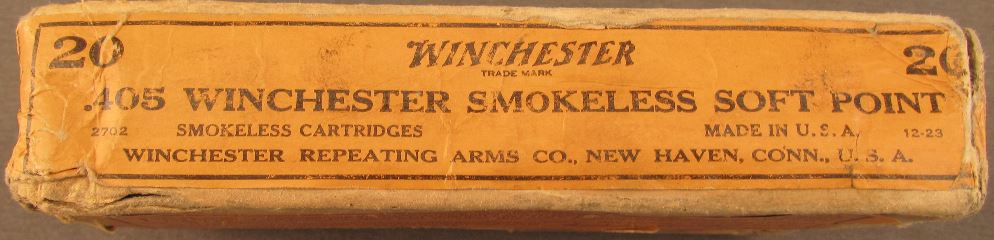 20 WINCHESTER 20
TRADE MARK
.405 WINCHESTER SMOKELESS SOFT POINT
2702 SMOKELESS CARTRIDGES MADE IN U.S.A. 12-23
WINCHESTER REPEATING ARMS CO., NEW HAVEN, CONN., U.S.A.